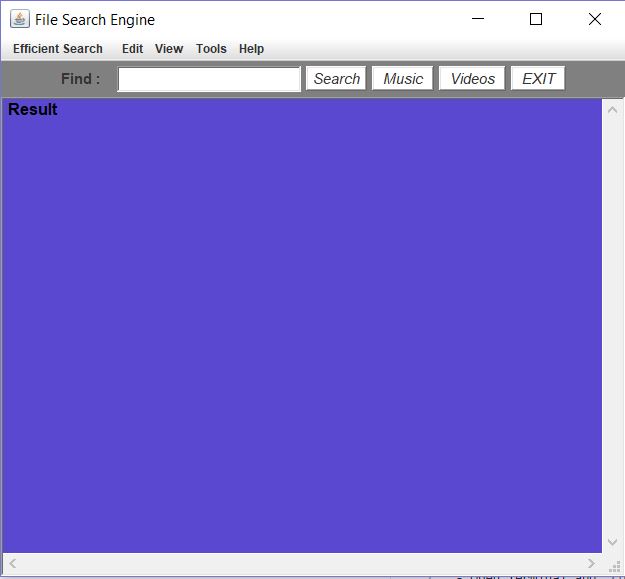 File Search Engine
Efficient Search Edit View Tools Help
Find : Search Music Videos EXIT
Result